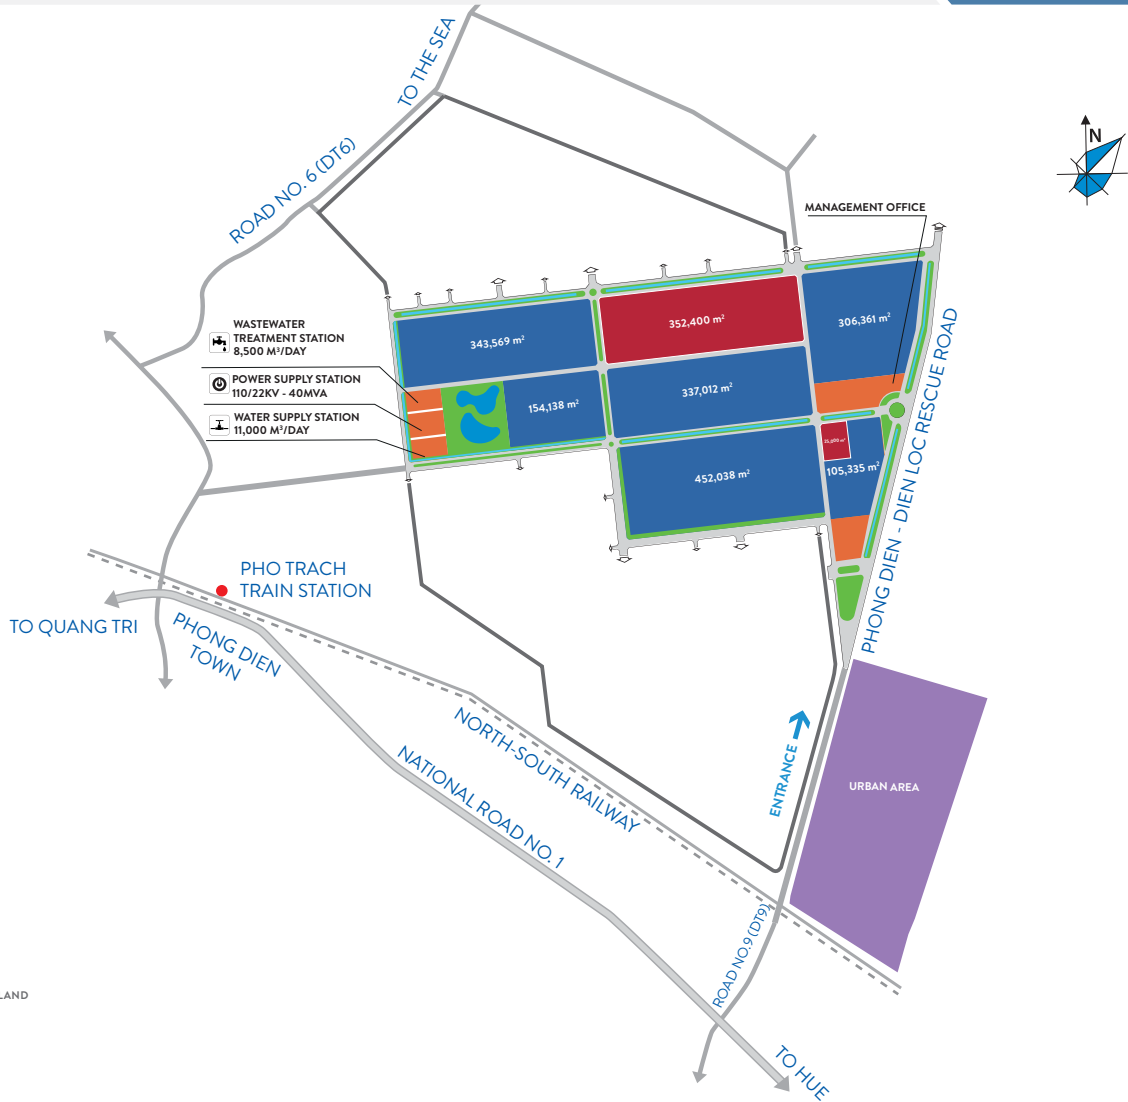 TO THE SEA
N
ROAD NO. 6 (DT6)
MANAGEMENT OFFICE
WASTEWATER
TREATMENT STATION
8,500 M³/DAY
POWER SUPPLY STATION
110/22KV - 40MVA
WATER SUPPLY STATION
11,000 M³/DAY
343,569 m²
352,400 m²
306,361 m²
154,138 m²
337,012 m²
452,038 m²
105,335 m²
PHONG DIEN - DIEN LOC RESCUE ROAD
PHO TRACH
TRAIN STATION
TO QUANG TRI
PHONG DIEN
TOWN
NORTH-SOUTH RAILWAY
NATIONAL ROAD NO. 1
ENTRANCE
URBAN AREA
ROAD NO.9 (DT9)
LAND
TO HUE